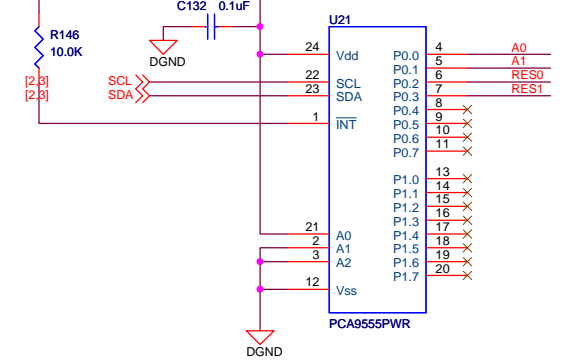 C132 0.1uF
U21
R146
10.0K
DGND
24 Vdd P0.0 4 A0
P0.1 5 A1
[2,3] SCL 22 SCL P0.2 6 RES0
[2,3] SDA 23 SDA P0.3 7 RES1
P0.4 8
1 INT P0.5 9
P0.6 10
P0.7 11
P1.0 13
P1.1 14
P1.2 15
P1.3 16
21 A0 P1.4 17
2 A1 P1.5 18
3 A2 P1.6 19
P1.7 20
12 Vss
PCA9555PWR
DGND